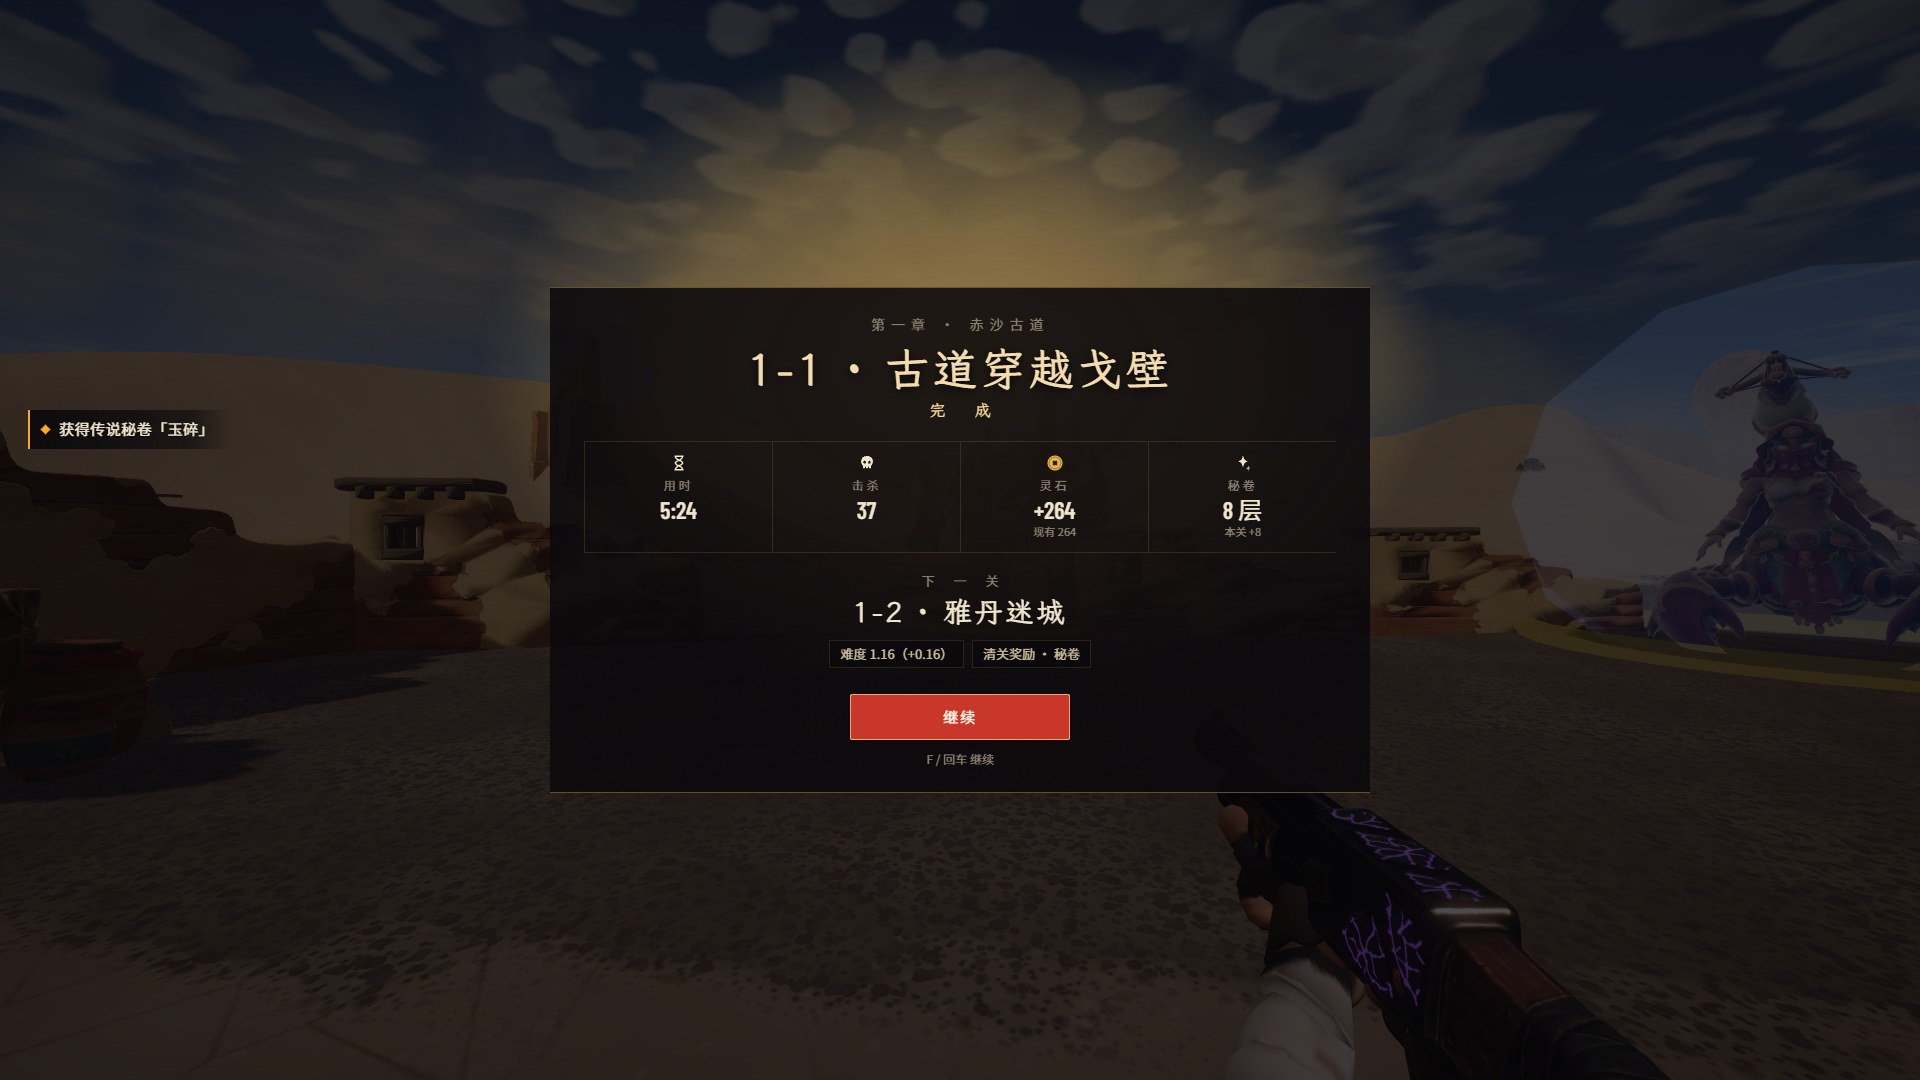 第一章 · 赤沙古道
1-1 · 古道穿越戈壁
完 成
获得传说秘卷「玉碎」
用时
5:24
击杀
37
灵石
+264
现有 264
秘卷
8 层
本关 +8
下 一 关
1-2 · 雅丹迷城
难度 1.16（+0.16）
清关奖励 · 秘卷
继续
F / 回车 继续